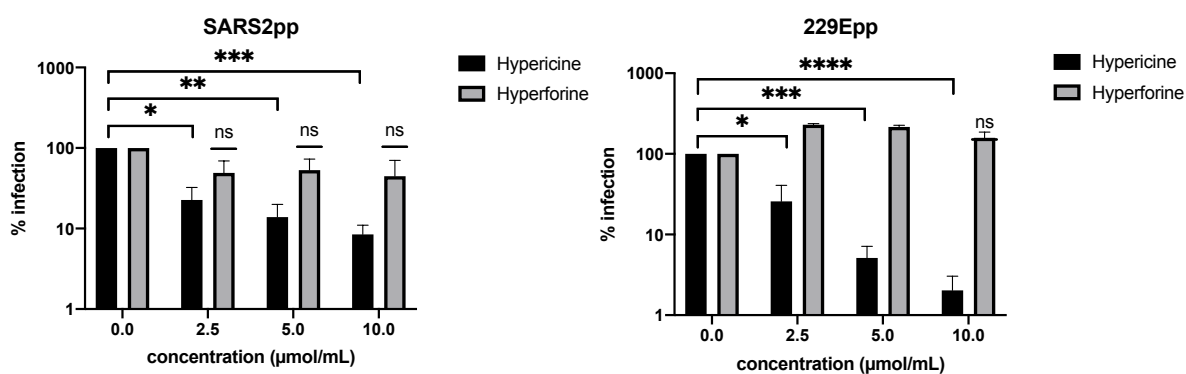 SARS2pp
***
**
*
ns
ns
ns
1000
100
10
1
% infection
0.0
2.5
5.0
10.0
concentration (µmol/mL)
Hypericine
Hyperforine
229Epp
****
***
*
ns
1000
100
10
1
% infection
0.0
2.5
5.0
10.0
concentration (µmol/mL)
Hypericine
Hyperforine